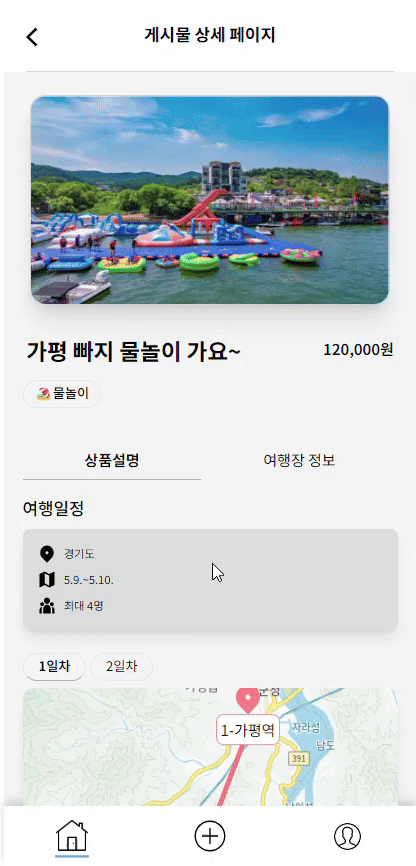 게시물 상세 페이지
가평 빠지 물놀이 가요~
120,000원
물놀이
상품설명
여행장 정보
여행일정
경기도
5.9.~5.10.
최대 4명
1일차
2일차
1-가평역
자라섬
남도
391